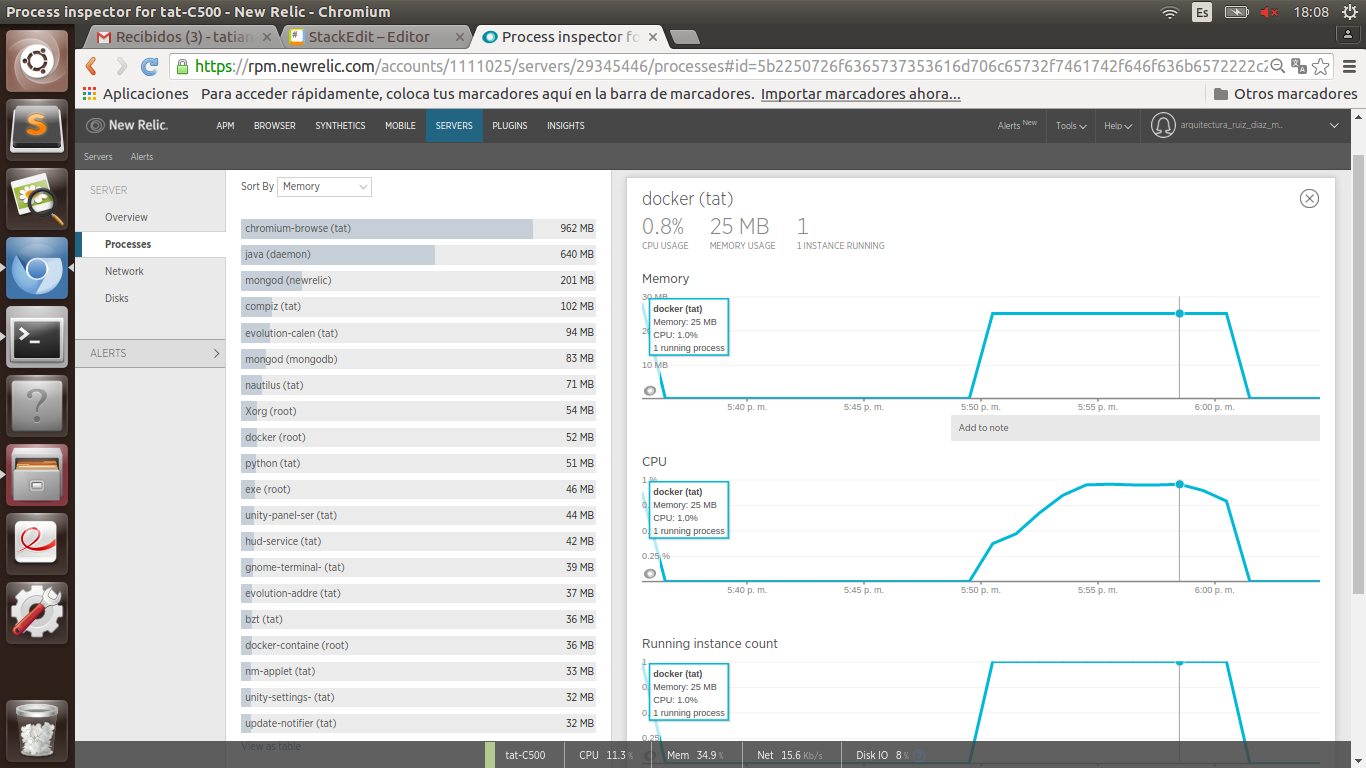 Process inspector for tat-C500 - New Relic - Chromium
Es
18:08
Recibidos (3) - tatian
StackEdit – Editor
Process inspector fo
https://rpm.newrelic.com/accounts/1111025/servers/29345446/processes#id=5b2250726f6365737353616d706c65732f7461742f646f636b6572222c2
Aplicaciones
Para acceder rápidamente, coloca tus marcadores aquí en la barra de marcadores.
Importar marcadores ahora...
Otros marcadores
New Relic.
APM
BROWSER
SYNTHETICS
MOBILE
SERVERS
PLUGINS
INSIGHTS
Alerts New
Tools
Help
arquitectura_ruiz_diaz_m..
Servers
Alerts
SERVER
Overview
Processes
Network
Disks
ALERTS
Sort By
Memory
chromium-browse (tat) 962 MB
java (daemon) 640 MB
mongod (newrelic) 201 MB
compiz (tat) 102 MB
evolution-calen (tat) 94 MB
mongod (mongodb) 83 MB
nautilus (tat) 71 MB
Xorg (root) 54 MB
docker (root) 52 MB
python (tat) 51 MB
exe (root) 46 MB
unity-panel-ser (tat) 44 MB
hud-service (tat) 42 MB
gnome-terminal- (tat) 39 MB
evolution-addre (tat) 37 MB
bzt (tat) 36 MB
docker-containe (root) 36 MB
nm-applet (tat) 33 MB
unity-settings- (tat) 32 MB
update-notifier (tat) 32 MB
View as table
docker (tat)
0.8% 25 MB 1
CPU USAGE MEMORY USAGE 1 INSTANCE RUNNING
Memory
30 MB
docker (tat)
Memory: 25 MB
CPU: 1.0%
1 running process
10 MB
5:40 p. m. 5:45 p. m. 5:50 p. m. 5:55 p. m. 6:00 p. m.
Add to note
CPU
1 %
docker (tat)
Memory: 25 MB
CPU: 1.0%
1 running process
0.25 %
5:40 p. m. 5:45 p. m. 5:50 p. m. 5:55 p. m. 6:00 p. m.
Running instance count
1
docker (tat)
Memory: 25 MB
CPU: 1.0%
1 running process
0.25
tat-C500
CPU 11.3 %
Mem 34.9 %
Net 15.6 Kb/s
Disk IO 8 %